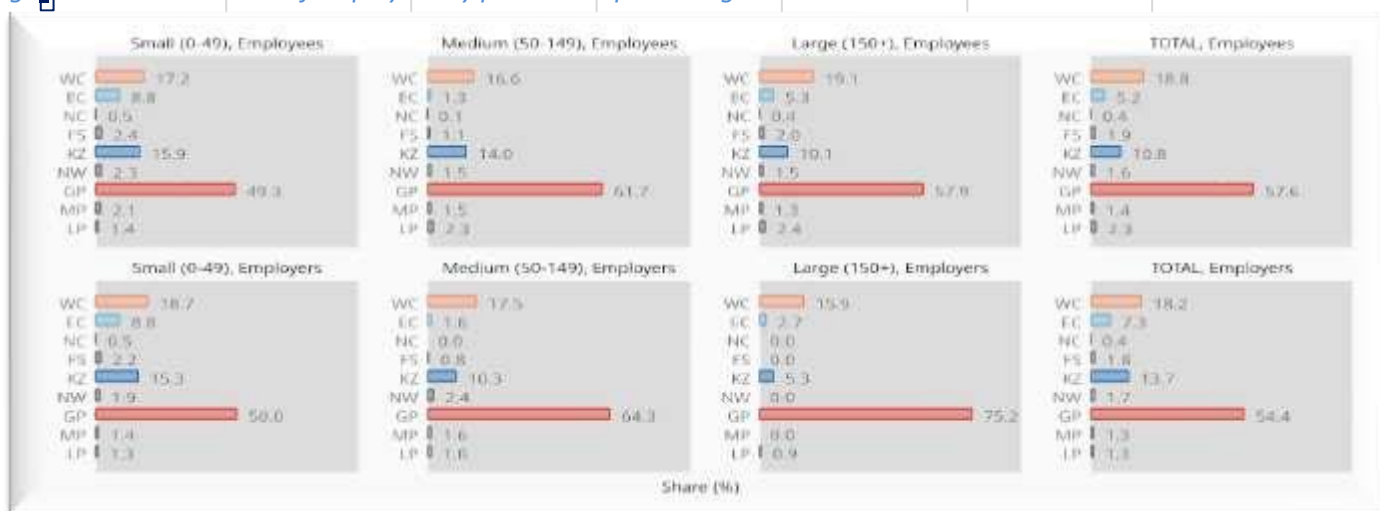 Small (0-49), Employees
WC 17.2
EC 8.8
NC 0.5
FS 2.4
KZ 15.9
NW 2.3
GP 49.3
MP 2.1
LP 1.4
Medium (50-149), Employees
WC 16.6
EC 1.3
NC 0.1
FS 1.1
KZ 14.0
NW 1.5
GP 61.7
MP 1.5
LP 2.3
Large (150+), Employees
WC 19.1
EC 5.3
NC 0.4
FS 2.0
KZ 10.1
NW 1.5
GP 57.9
MP 1.3
LP 2.4
TOTAL, Employees
WC 18.8
EC 5.2
NC 0.4
FS 1.9
KZ 10.8
NW 1.6
GP 57.6
MP 1.4
LP 2.3
Small (0-49), Employers
WC 18.7
EC 8.8
NC 0.5
FS 2.2
KZ 15.3
NW 1.9
GP 50.0
MP 1.4
LP 1.3
Medium (50-149), Employers
WC 17.5
EC 1.6
NC 0.0
FS 0.8
KZ 10.3
NW 2.4
GP 64.3
MP 1.6
LP 1.6
Large (150+), Employers
WC 15.9
EC 2.7
NC 0.0
FS 0.0
KZ 5.3
NW 0.0
GP 75.2
MP 0.0
LP 0.9
TOTAL, Employers
WC 18.2
EC 7.3
NC 0.4
FS 1.8
KZ 13.7
NW 1.7
GP 54.4
MP 1.3
LP 1.3
Share (%)